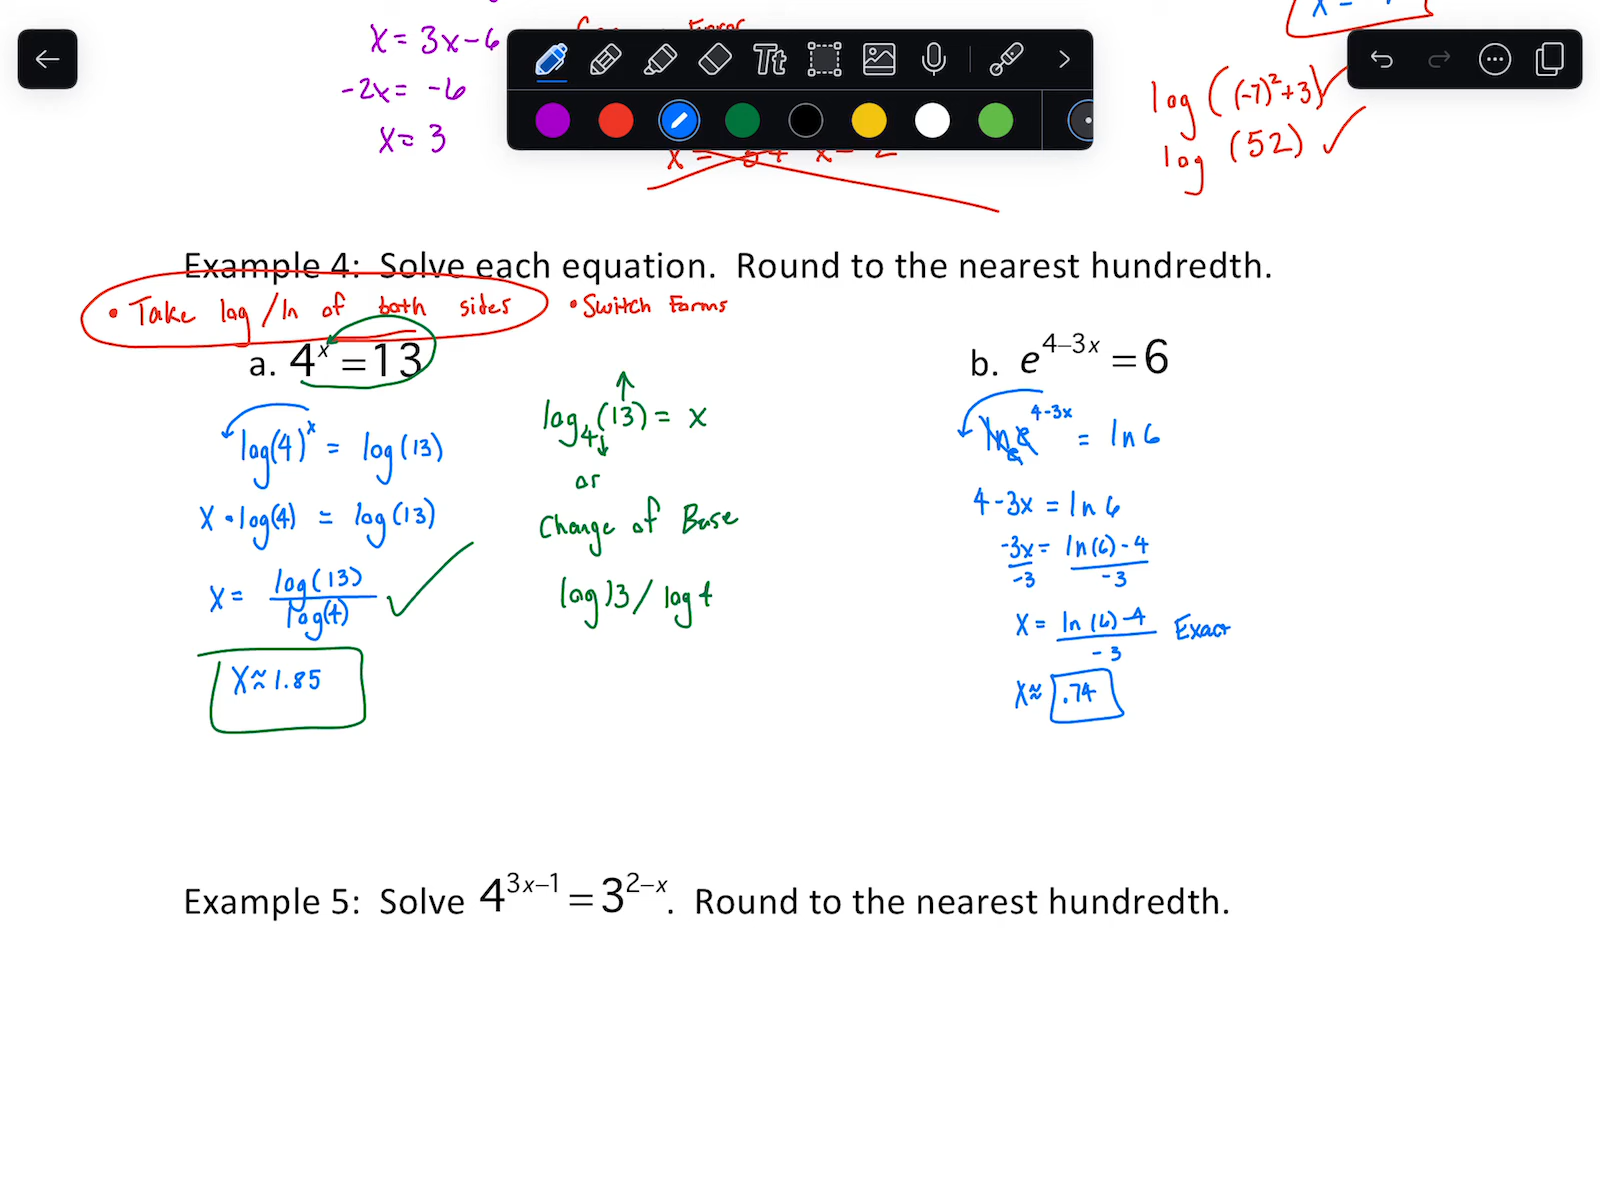 x = 3x-6
-2x = -6
x = 3
Tt
log ((-7)²+3) ✓
log (52) ✓
Example 4: Solve each equation. Round to the nearest hundredth.
• Take log/ln of both sides • Switch Forms
a. 4^x = 13
log(4)^x = log(13)
x • log(4) = log(13)
x = log(13) / log(4) ✓
x ≈ 1.85
log₄(13) = x
or
Change of Base
log13 / log4
b. e^(4-3x) = 6
ln e^(4-3x) = ln 6
4-3x = ln 6
-3x / -3 = ln(6)-4 / -3
x = ln(6)-4 / -3 Exact
x ≈ .74
Example 5: Solve 4^(3x-1) = 3^(2-x). Round to the nearest hundredth.